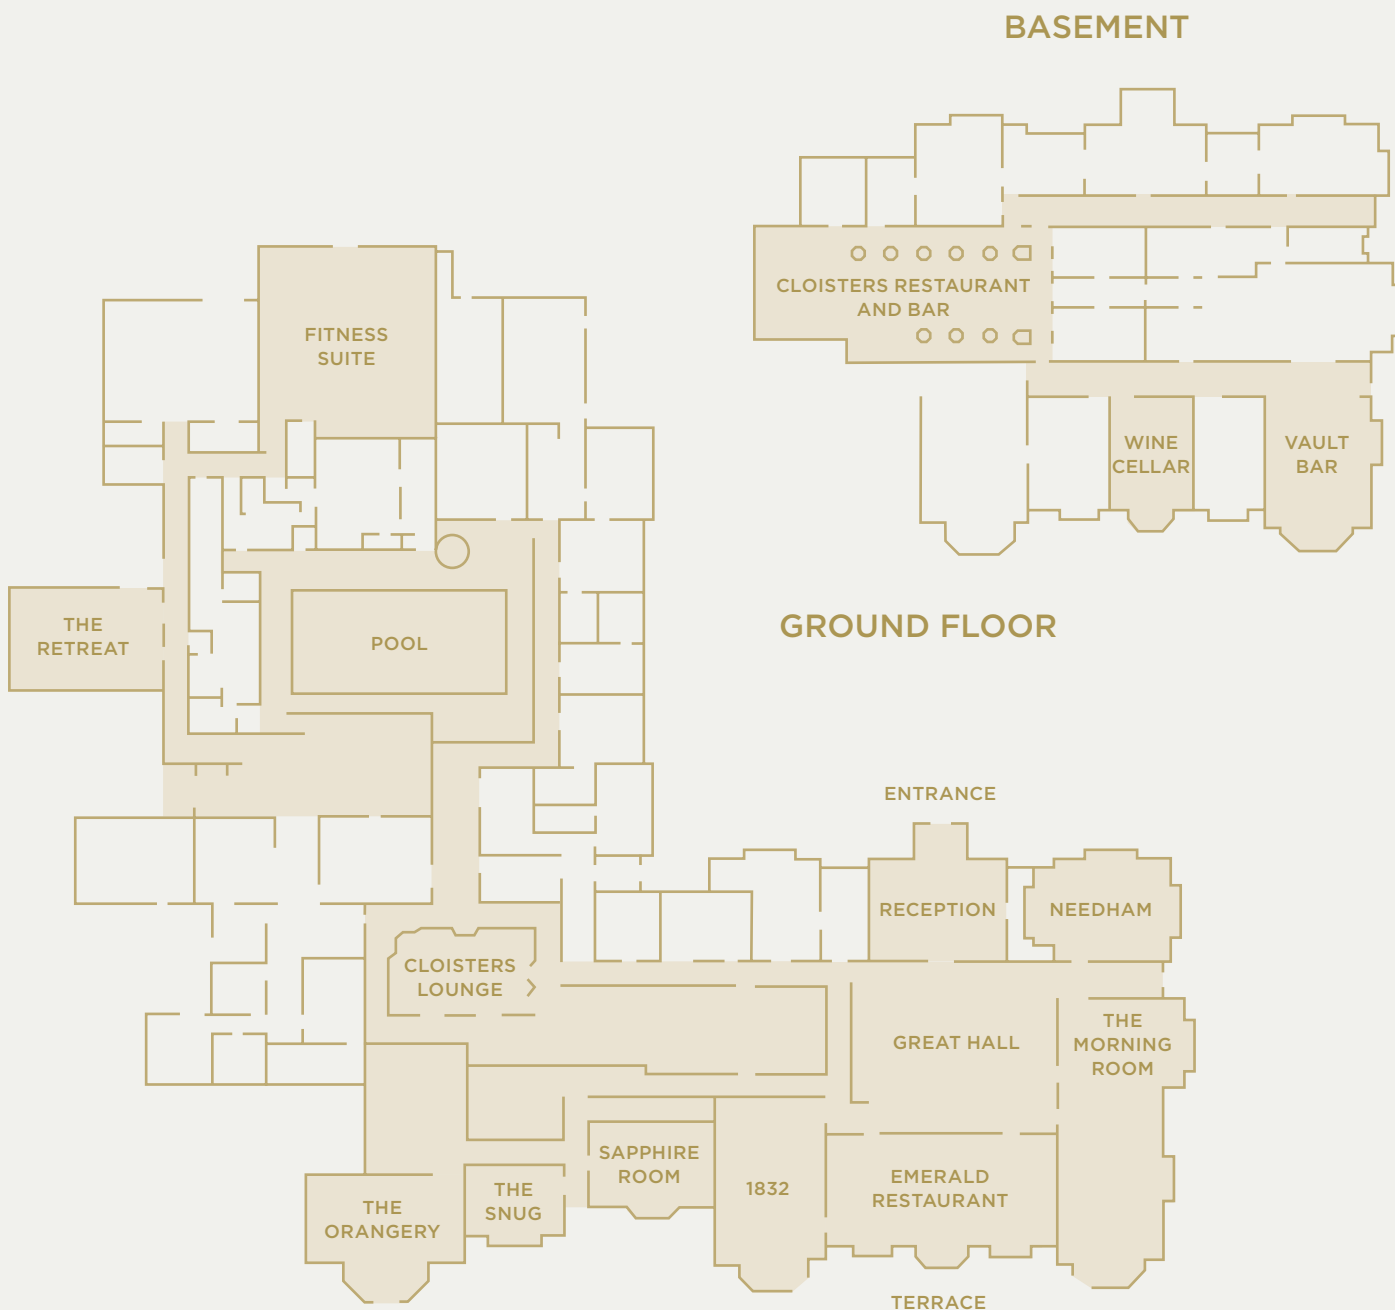 BASEMENT
CLOISTERS RESTAURANT
AND BAR
WINE
CELLAR
VAULT
BAR
GROUND FLOOR
FITNESS
SUITE
THE
RETREAT
POOL
ENTRANCE
RECEPTION
NEEDHAM
CLOISTERS
LOUNGE
GREAT HALL
THE
MORNING
ROOM
SAPPHIRE
ROOM
1832
EMERALD
RESTAURANT
THE
SNUG
THE
ORANGERY
TERRACE